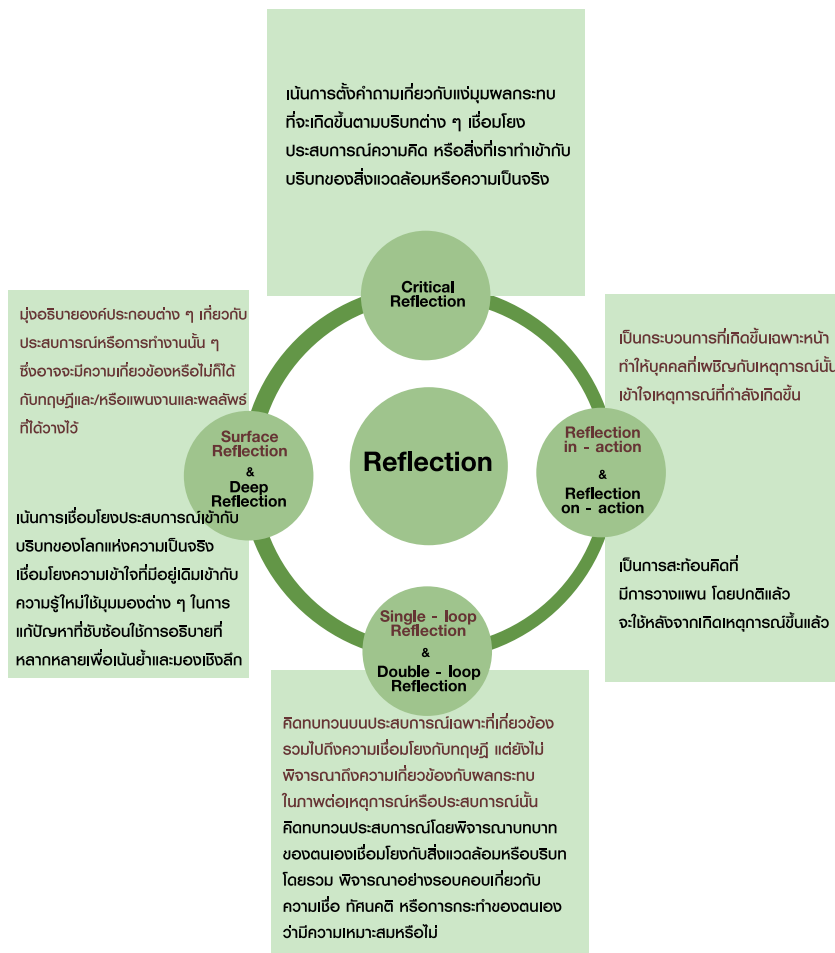 เน้นการตั้งคำถามเกี่ยวกับแง่มุมผลกระทบ
ที่จะเกิดขึ้นตามบริบทต่าง ๆ เชื่อมโยง
ประสบการณ์ความคิด หรือสิ่งที่เราทำเข้ากับ
บริบทของสิ่งแวดล้อมหรือความเป็นจริง
Critical
Reflection
มุ่งอธิบายองค์ประกอบต่าง ๆ เกี่ยวกับ
ประสบการณ์หรือการทำงานนั้น ๆ
ซึ่งอาจจะมีความเกี่ยวข้องหรือไม่ก็ได้
กับทฤษฎีและ/หรือแผนงานและผลลัพธ์
ที่ได้วางไว้
Surface
Reflection
&
Deep
Reflection
เน้นการเชื่อมโยงประสบการณ์เข้ากับ
บริบทของโลกแห่งความเป็นจริง
เชื่อมโยงความเข้าใจที่มีอยู่เดิมเข้ากับ
ความรู้ใหม่ใช้มุมมองต่าง ๆ ในการ
แก้ปัญหาที่ซับซ้อนใช้การอธิบายที่
หลากหลายเพื่อเน้นย้ำและมองเชิงลึก
Reflection
เป็นกระบวนการที่เกิดขึ้นเฉพาะหน้า
ทำให้บุคคลที่เผชิญกับเหตุการณ์นั้น
เข้าใจเหตุการณ์ที่กำลังเกิดขึ้น
Reflection
in - action
&
Reflection
on - action
เป็นการสะท้อนคิดที่
มีการวางแผน โดยปกติแล้ว
จะใช้หลังจากเกิดเหตุการณ์ขึ้นแล้ว
Single - loop
Reflection
&
Double - loop
Reflection
คิดทบทวนบนประสบการณ์เฉพาะที่เกี่ยวข้อง
รวมไปถึงความเชื่อมโยงกับทฤษฎี แต่ยังไม่
พิจารณาถึงความเกี่ยวข้องกับผลกระทบ
ในภาพต่อเหตุการณ์หรือประสบการณ์นั้น
คิดทบทวนประสบการณ์โดยพิจารณาบทบาท
ของตนเองเชื่อมโยงกับสิ่งแวดล้อมหรือบริบท
โดยรวม พิจารณาอย่างรอบคอบเกี่ยวกับ
ความเชื่อ ทัศนคติ หรือการกระทำของตนเอง
ว่ามีความเหมาะสมหรือไม่